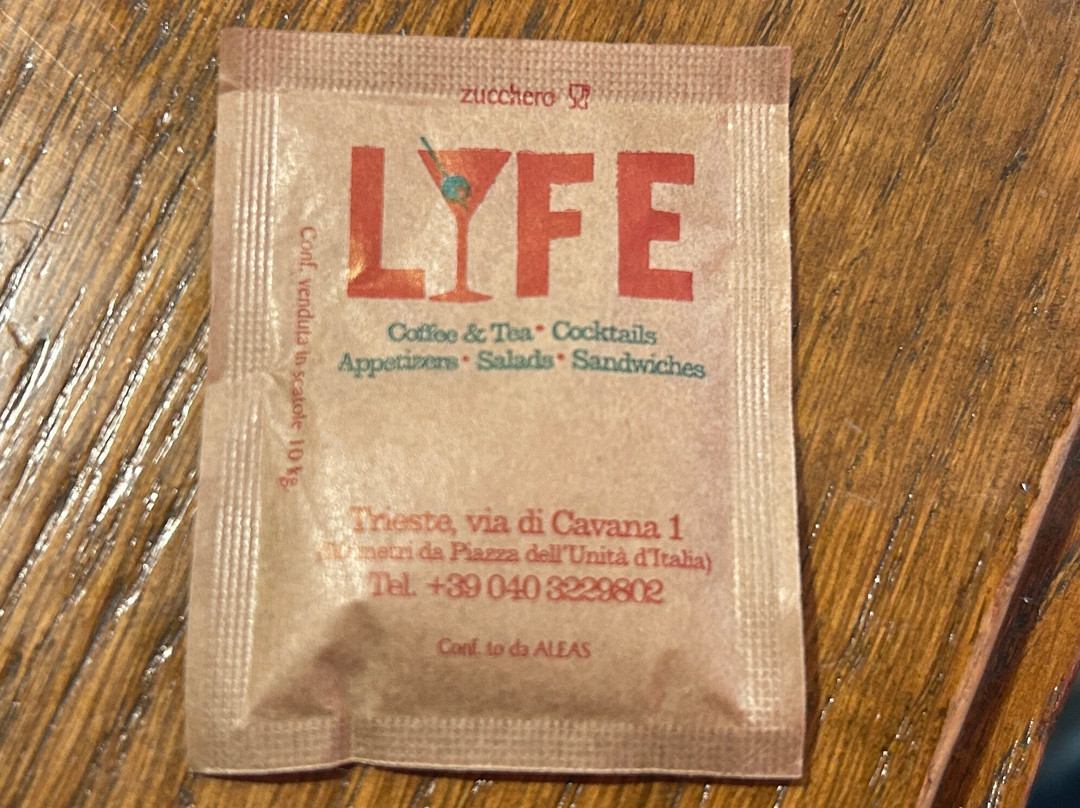 zucchero
LYFE
Coffee & Tea • Cocktails
Appetizers • Salads • Sandwiches
Conf. venduta in scatole 10 kg.
Trieste, via di Cavana 1
metri da Piazza dell'Unità d'Italia)
Tel. +39 040 3229802
Conf. to da ALEAS